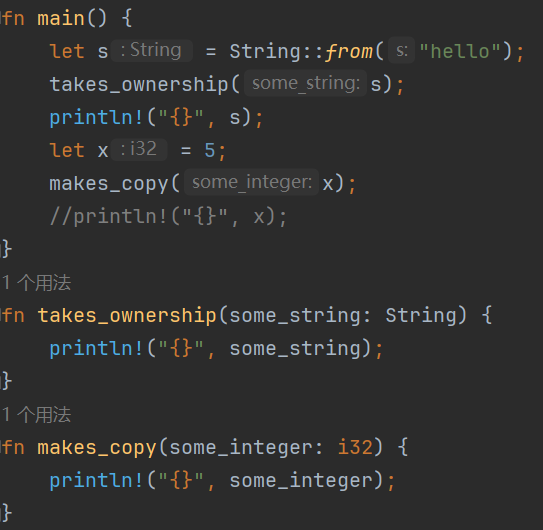 fn main() {
let s: String = String::from(s: "hello");
takes_ownership(some_string: s);
println!("{}", s);
let x: i32 = 5;
makes_copy(some_integer: x);
//println!("{}", x);
}
1 个用法
fn takes_ownership(some_string: String) {
println!("{}", some_string);
}
1 个用法
fn makes_copy(some_integer: i32) {
println!("{}", some_integer);
}